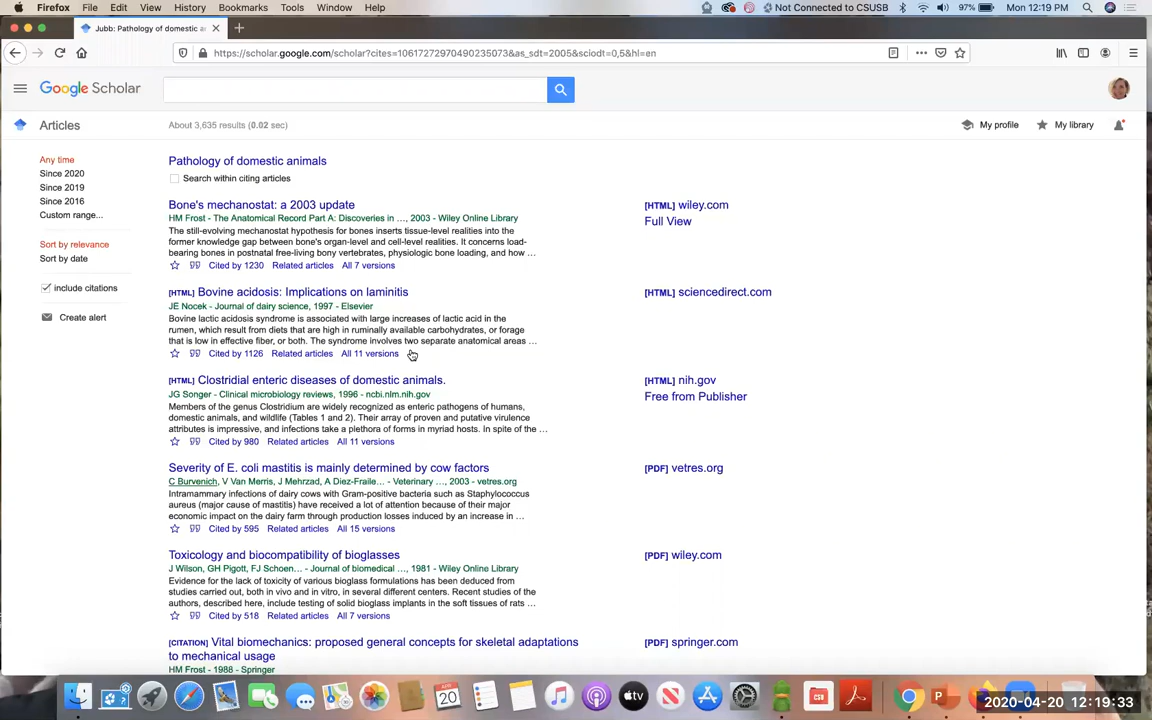 Firefox File Edit View History Bookmarks Tools Window Help Not Connected to CSUSB 97% Mon 12:19 PM
Jubb: Pathology of domestic a
https://scholar.google.com/scholar?cites=10617272970490235073&as_sdt=2005&sciodt=0,5&hl=en
Google Scholar
Articles About 3,635 results (0.02 sec) My profile My library
Any time
Since 2020
Since 2019
Since 2016
Custom range...
Sort by relevance
Sort by date
include citations
Create alert
Pathology of domestic animals
Search within citing articles
Bone's mechanostat: a 2003 update
HM Frost - The Anatomical Record Part A: Discoveries in …, 2003 - Wiley Online Library
The still-evolving mechanostat hypothesis for bones inserts tissue-level realities into the
former knowledge gap between bone's organ-level and cell-level realities. It concerns load-
bearing bones in postnatal free-living bony vertebrates, physiologic bone loading, and how …
Cited by 1230 Related articles All 7 versions
[HTML] wiley.com
Full View
[HTML] Bovine acidosis: Implications on laminitis
JE Nocek - Journal of dairy science, 1997 - Elsevier
Bovine lactic acidosis syndrome is associated with large increases of lactic acid in the
rumen, which result from diets that are high in ruminally available carbohydrates, or forage
that is low in effective fiber, or both. The syndrome involves two separate anatomical areas …
Cited by 1126 Related articles All 11 versions
[HTML] sciencedirect.com
[HTML] Clostridial enteric diseases of domestic animals.
JG Songer - Clinical microbiology reviews, 1996 - ncbi.nlm.nih.gov
Members of the genus Clostridium are widely recognized as enteric pathogens of humans,
domestic animals, and wildlife (Tables 1 and 2). Their array of proven and putative virulence
attributes is impressive, and infections take a plethora of forms in myriad hosts. In spite of the …
Cited by 980 Related articles All 11 versions
[HTML] nih.gov
Free from Publisher
Severity of E. coli mastitis is mainly determined by cow factors
C Burvenich, V Van Merris, J Mehrzad, A Diez-Fraile… - Veterinary …, 2003 - vetres.org
Intramammary infections of dairy cows with Gram-positive bacteria such as Staphylococcus
aureus (major cause of mastitis) have received a lot of attention because of their major
economic impact on the dairy farm through production losses induced by an increase in …
Cited by 595 Related articles All 15 versions
[PDF] vetres.org
Toxicology and biocompatibility of bioglasses
J Wilson, GH Pigott, FJ Schoen… - Journal of biomedical …, 1981 - Wiley Online Library
Evidence for the lack of toxicity of various bioglass formulations has been deduced from
studies carried out, both in vivo and in vitro, in several different centers. Recent studies of the
authors, described here, include testing of solid bioglass implants in the soft tissues of rats …
Cited by 518 Related articles All 7 versions
[PDF] wiley.com
[CITATION] Vital biomechanics: proposed general concepts for skeletal adaptations
to mechanical usage
HM Frost - 1988 - Springer
[PDF] springer.com
APR
20
tv
CSB
2020-04-20 12:19:33